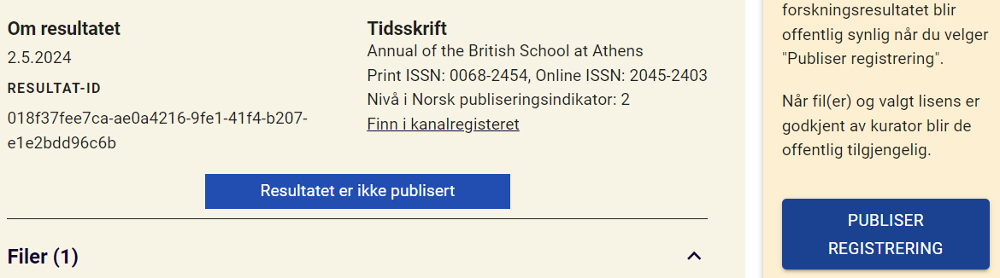 Om resultatet
2.5.2024
RESULTAT-ID
018f37fee7ca-ae0a4216-9fe1-41f4-b207-
e1e2bdd96c6b
Tidsskrift
Annual of the British School at Athens
Print ISSN: 0068-2454, Online ISSN: 2045-2403
Nivå i Norsk publiseringsindikator: 2
Finn i kanalregisteret
Resultatet er ikke publisert
Filer (1)
forskningsresultatet blir
offentlig synlig når du velger
"Publiser registrering".
Når fil(er) og valgt lisens er
godkjent av kurator blir de
offentlig tilgjengelig.
PUBLISER
REGISTRERING